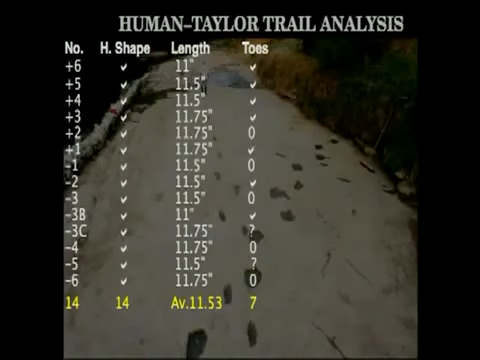 HUMAN–TAYLOR TRAIL ANALYSIS
No. H. Shape Length Toes
+6 ✓ 11" ✓
+5 ✓ 11.5" ✓
+4 ✓ 11.5" ✓
+3 ✓ 11.75" ✓
+2 ✓ 11.75" 0
+1 ✓ 11.75" ✓
-1 ✓ 11.5" 0
-2 ✓ 11.5" ✓
-3 ✓ 11.5" 0
-3B ✓ 11" ✓
-3C ✓ 11.75" ?
-4 ✓ 11.75" 0
-5 ✓ 11.5" ?
-6 ✓ 11.75" 0
14 14 Av.11.53 7